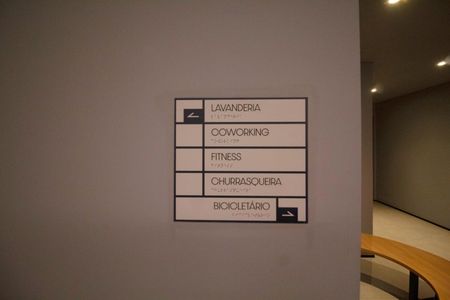 LAVANDERIA
COWORKING
FITNESS
CHURRASQUEIRA
BICICLETÁRIO